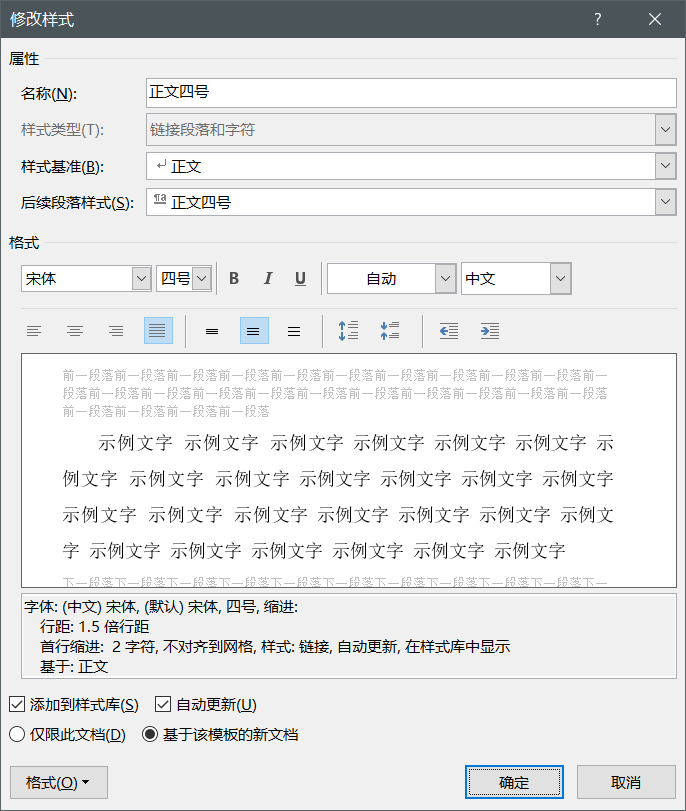 修改样式
?
属性
名称(N): 正文四号
样式类型(T): 链接段落和字符
样式基准(B): 正文
后续段落样式(S): 正文四号
格式
宋体 四号 B I U 自动 中文
前一段落前一段落前一段落前一段落前一段落前一段落前一段落前一段落前一段落前一段落前一
段落前一段落前一段落前一段落前一段落前一段落前一段落前一段落前一段落前一段落前一段落
前一段落前一段落前一段落前一段落
示例文字 示例文字 示例文字 示例文字 示例文字 示例文字 示
例文字 示例文字 示例文字 示例文字 示例文字 示例文字 示例文字
示例文字 示例文字 示例文字 示例文字 示例文字 示例文字 示例文
字 示例文字 示例文字 示例文字 示例文字 示例文字 示例文字
下一段落下一段落下一段落下一段落下一段落下一段落下一段落下一段落下一段落下一段落下一
字体: (中文) 宋体, (默认) 宋体, 四号, 缩进:
行距: 1.5 倍行距
首行缩进: 2 字符, 不对齐到网格, 样式: 链接, 自动更新, 在样式库中显示
基于: 正文
添加到样式库(S) 自动更新(U)
仅限此文档(D) 基于该模板的新文档
格式(O) 确定 取消